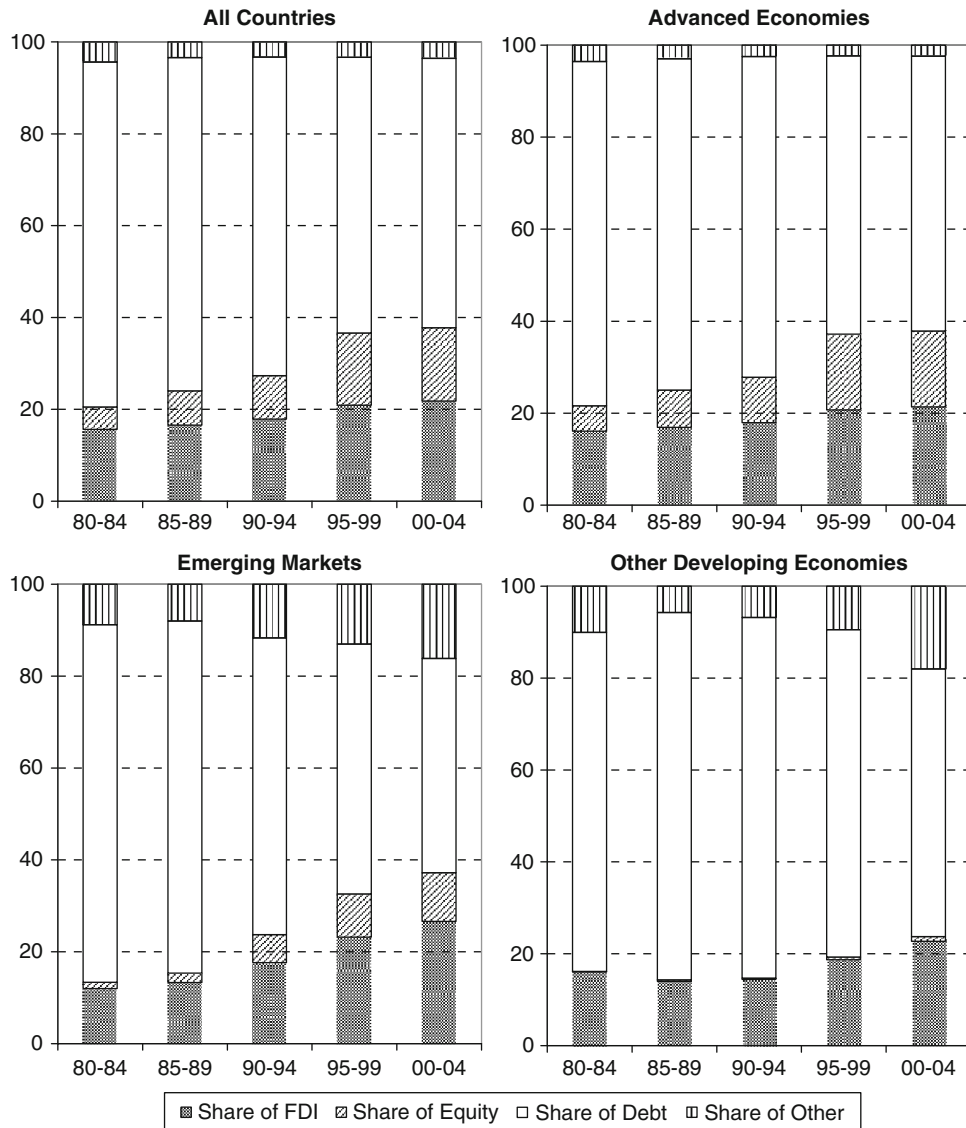 All Countries
100
80
60
40
20
0
80-84 85-89 90-94 95-99 00-04
Advanced Economies
100
80
60
40
20
0
80-84 85-89 90-94 95-99 00-04
Emerging Markets
100
80
60
40
20
0
80-84 85-89 90-94 95-99 00-04
Other Developing Economies
100
80
60
40
20
0
80-84 85-89 90-94 95-99 00-04
Share of FDI Share of Equity Share of Debt Share of Other